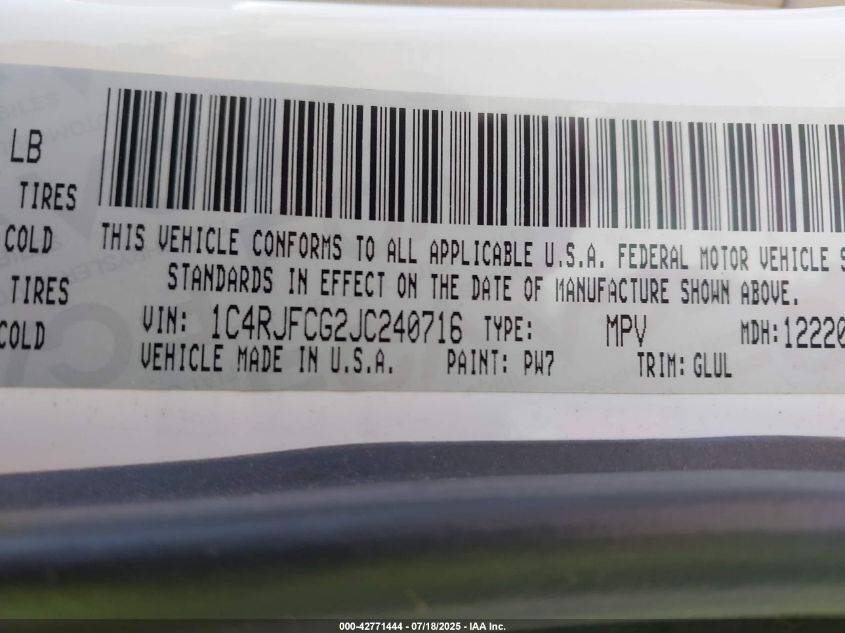 LB
TIRES
COLD
TIRES
COLD
THIS VEHICLE CONFORMS TO ALL APPLICABLE U.S.A. FEDERAL MOTOR VEHICLE S
STANDARDS IN EFFECT ON THE DATE OF MANUFACTURE SHOWN ABOVE.
VIN: 1C4RJFCG2JC240716 TYPE: MPV MDH:12220
VEHICLE MADE IN U.S.A. PAINT: PW7 TRIM: GLUL
000-42771444 - 07/18/2025 - IAA Inc.